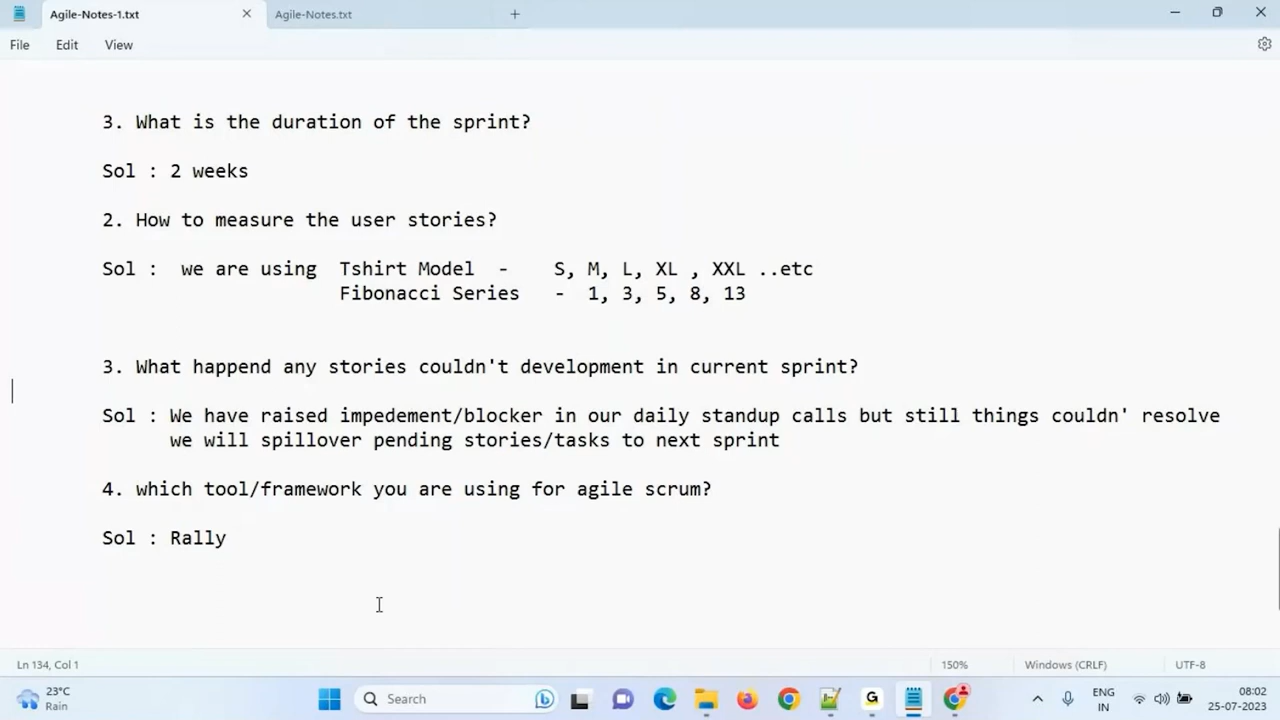 Agile-Notes-1.txt
Agile-Notes.txt
File Edit View
3. What is the duration of the sprint?
Sol : 2 weeks
2. How to measure the user stories?
Sol : we are using Tshirt Model - S, M, L, XL , XXL ..etc
Fibonacci Series - 1, 3, 5, 8, 13
3. What happend any stories couldn't development in current sprint?
Sol : We have raised impedement/blocker in our daily standup calls but still things couldn' resolve
we will spillover pending stories/tasks to next sprint
4. which tool/framework you are using for agile scrum?
Sol : Rally
Ln 134, Col 1
150%
Windows (CRLF)
UTF-8
23°C
Rain
Search
G
ENG
IN
08:02
25-07-2023